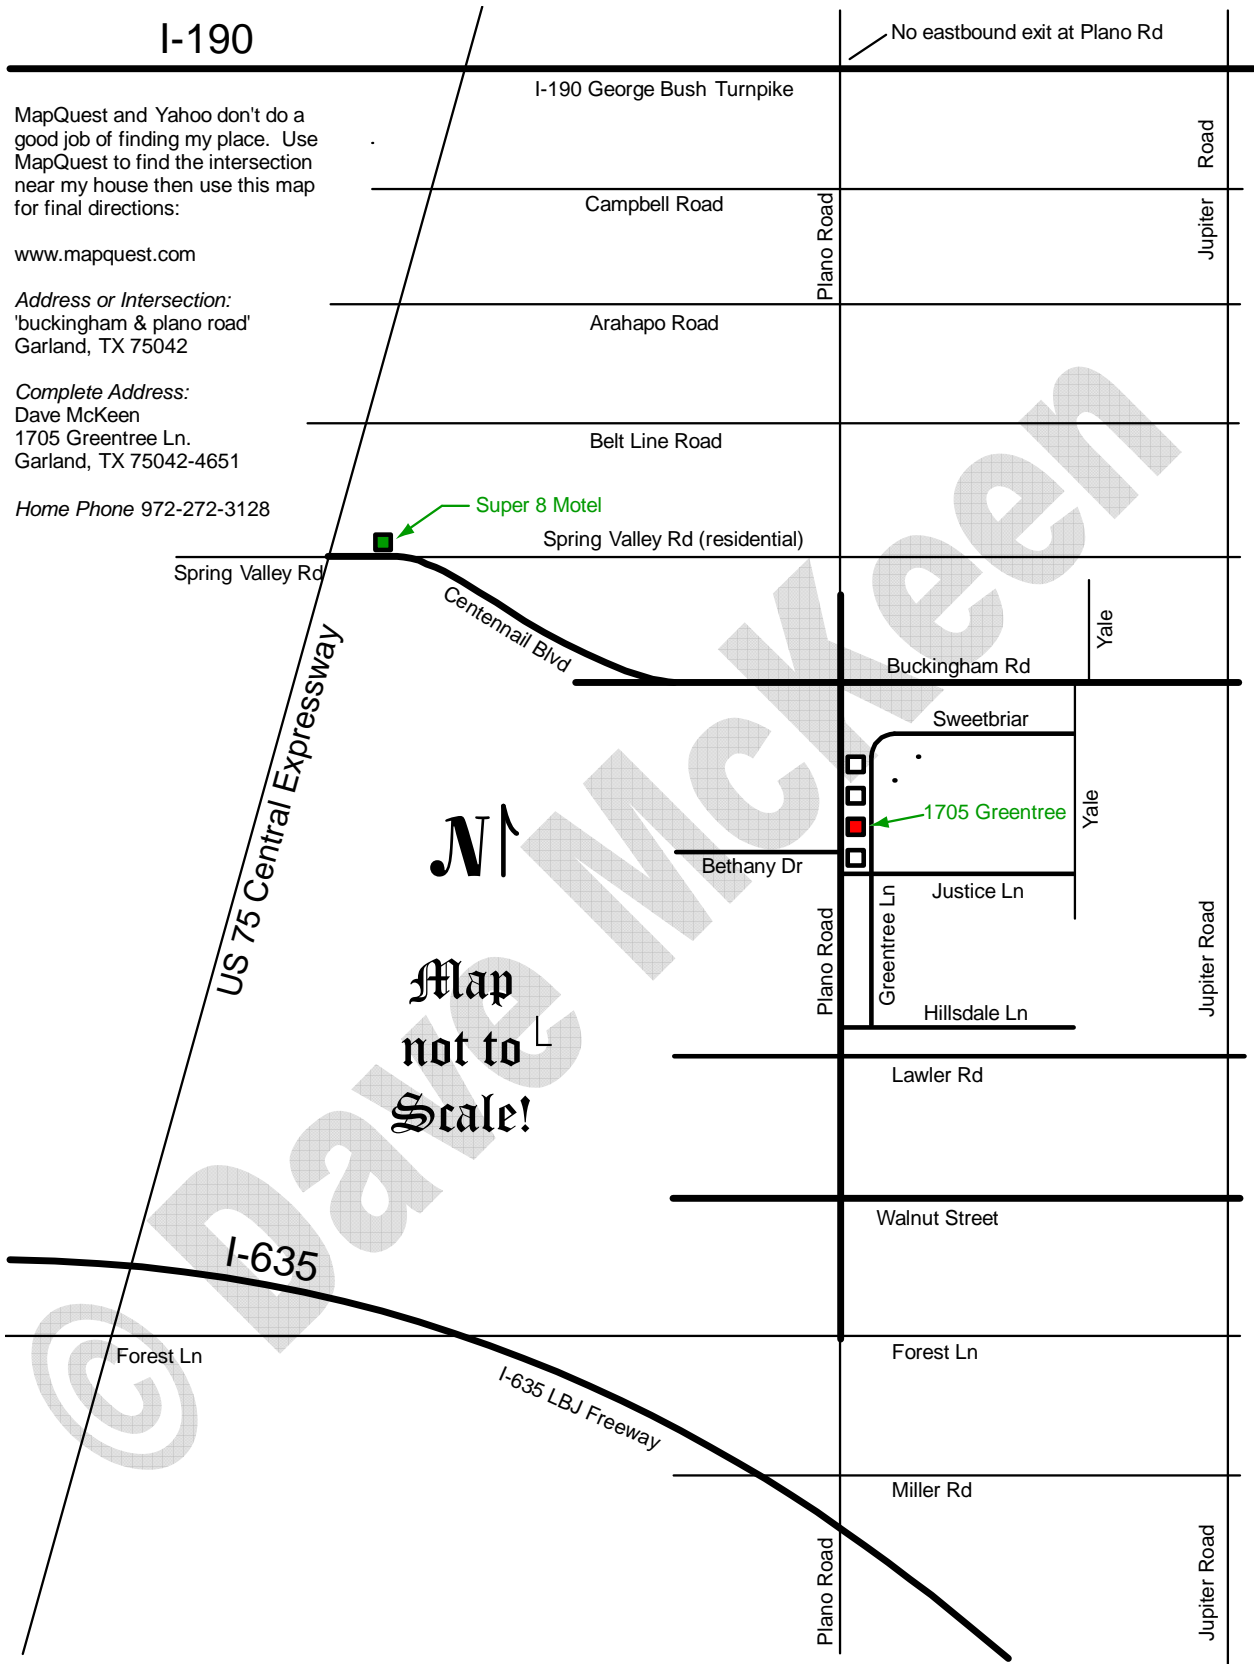 I-190
No eastbound exit at Plano Rd
I-190 George Bush Turnpike
MapQuest and Yahoo don't do a
good job of finding my place. Use
MapQuest to find the intersection
near my house then use this map
for final directions:
www.mapquest.com
Address or Intersection:
'buckingham & plano road'
Garland, TX 75042
Complete Address:
Dave McKeen
1705 Greentree Ln.
Garland, TX 75042-4651
Home Phone 972-272-3128
Jupiter Road
Campbell Road
Plano Road
Arahapo Road
Belt Line Road
Super 8 Motel
Spring Valley Rd (residential)
Spring Valley Rd
Centennail Blvd
Yale
Buckingham Rd
US 75 Central Expressway
Sweetbriar
1705 Greentree
Yale
N
Bethany Dr
Justice Ln
Greentree Ln
Plano Road
Jupiter Road
Map
not to
Scale!
Hillsdale Ln
Lawler Rd
Walnut Street
I-635
Forest Ln
Forest Ln
I-635 LBJ Freeway
Miller Rd
Plano Road
Jupiter Road
© Dave McKeen